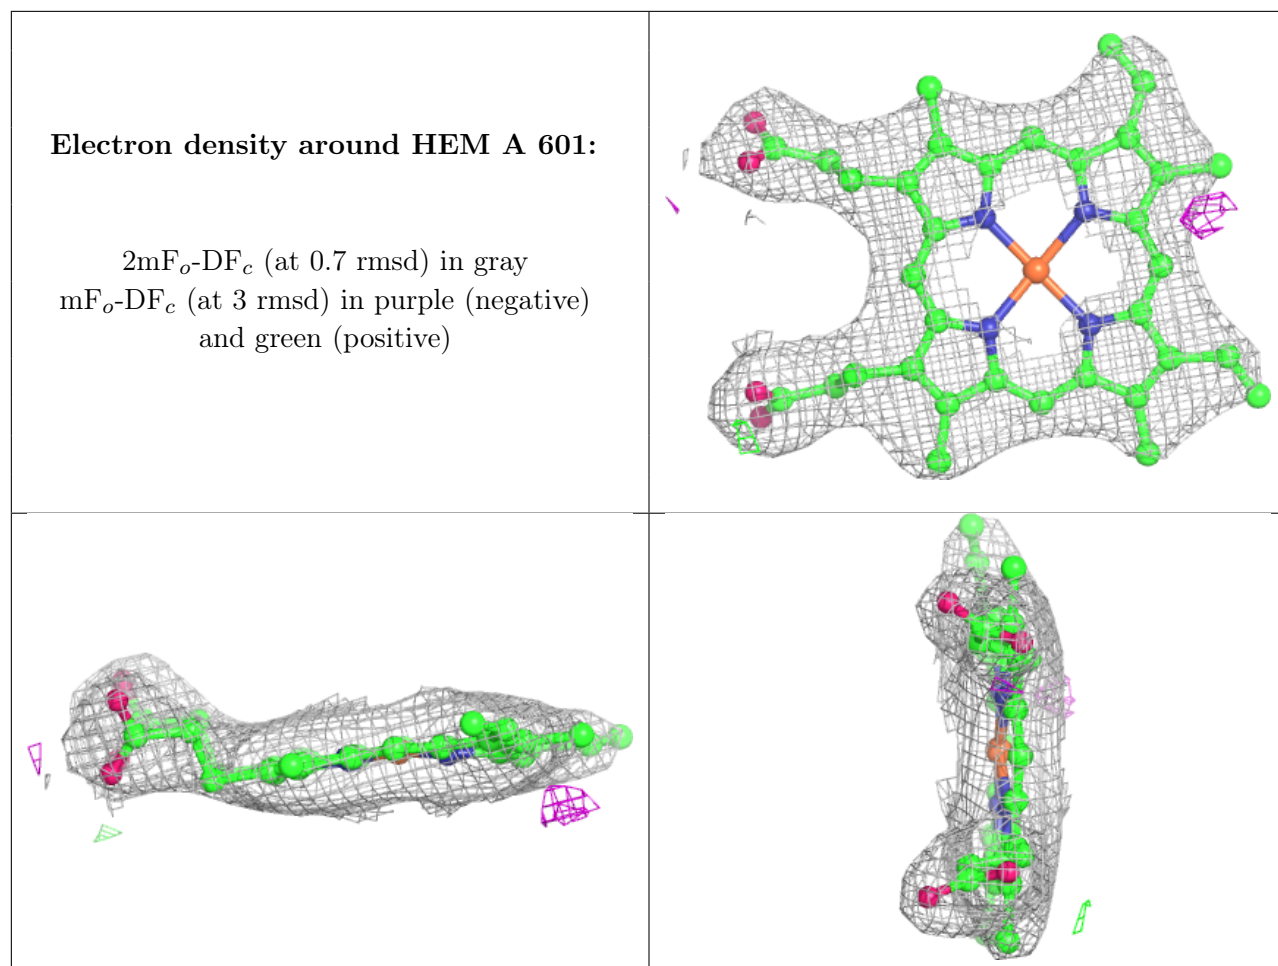 Electron density around HEM A 601:
2mFo-DFc (at 0.7 rmsd) in gray
mFo-DFc (at 3 rmsd) in purple (negative)
and green (positive)